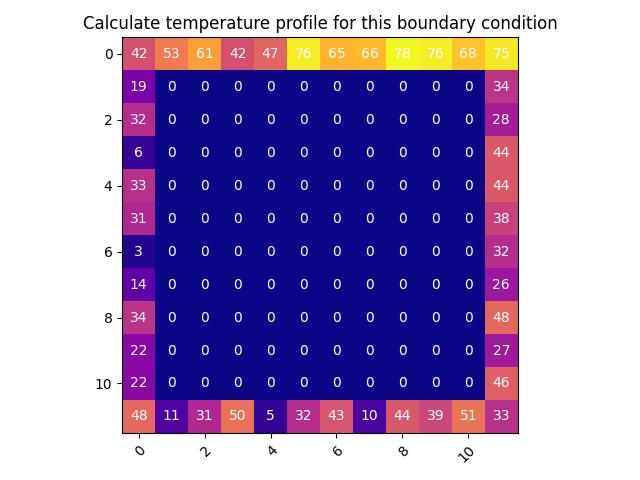 Calculate temperature profile for this boundary condition
0 42 53 61 42 47 76 65 66 78 76 68 75
19 0 0 0 0 0 0 0 0 0 0 34
2 32 0 0 0 0 0 0 0 0 0 0 28
6 0 0 0 0 0 0 0 0 0 0 44
4 33 0 0 0 0 0 0 0 0 0 0 44
31 0 0 0 0 0 0 0 0 0 0 38
6 3 0 0 0 0 0 0 0 0 0 0 32
14 0 0 0 0 0 0 0 0 0 0 26
8 34 0 0 0 0 0 0 0 0 0 0 48
22 0 0 0 0 0 0 0 0 0 0 27
10 22 0 0 0 0 0 0 0 0 0 0 46
48 11 31 50 5 32 43 10 44 39 51 33
0 2 4 6 8 10